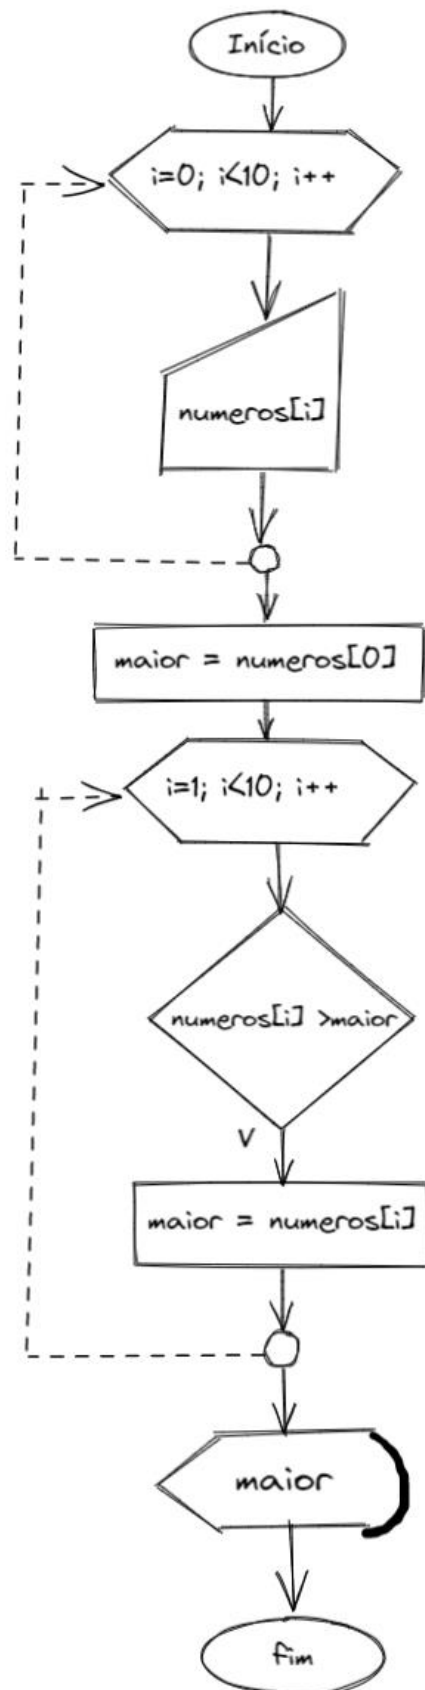 Início
i=0; i<10; i++
numeros[i]
maior = numeros[0]
i=1; i<10; i++
numeros[i] >maior
V
maior = numeros[i]
maior
fim